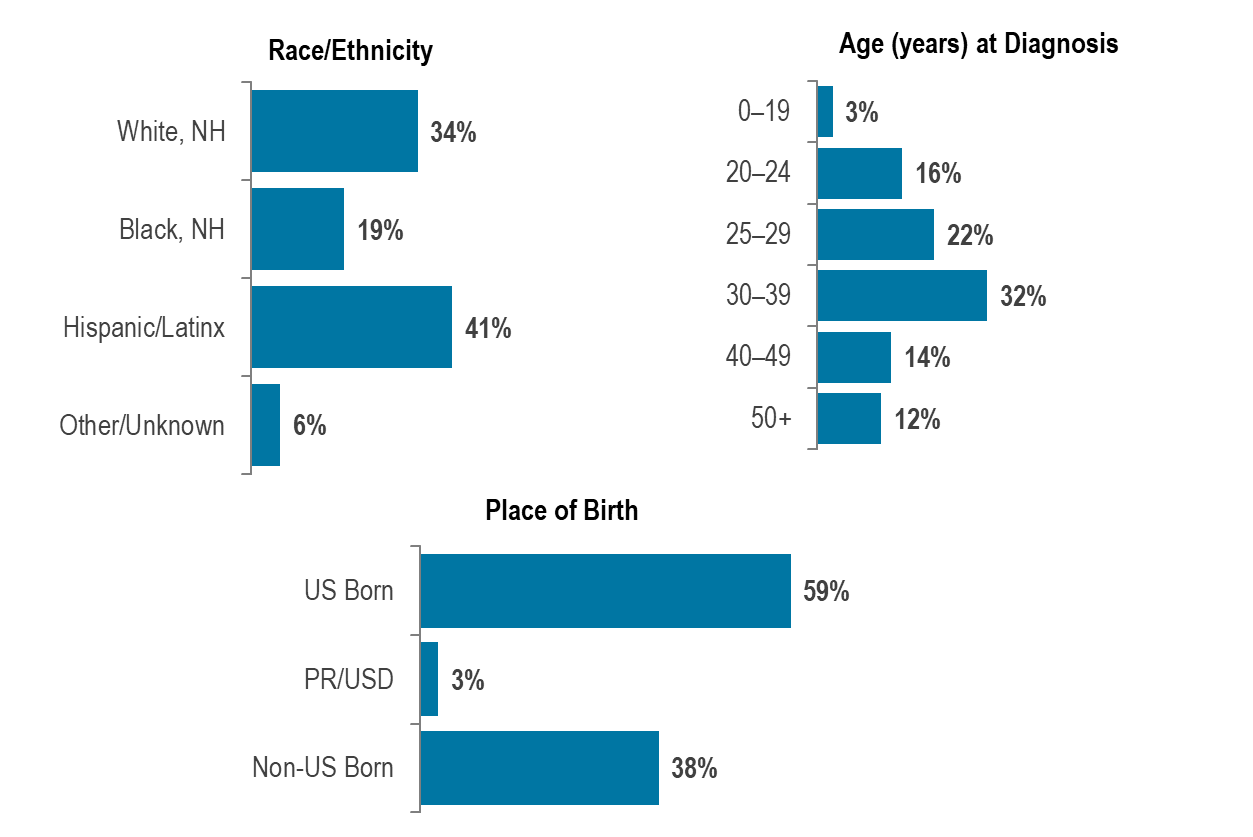 Race/Ethnicity
White, NH 34%
Black, NH 19%
Hispanic/Latinx 41%
Other/Unknown 6%
Age (years) at Diagnosis
0–19 3%
20–24 16%
25–29 22%
30–39 32%
40–49 14%
50+ 12%
Place of Birth
US Born 59%
PR/USD 3%
Non-US Born 38%